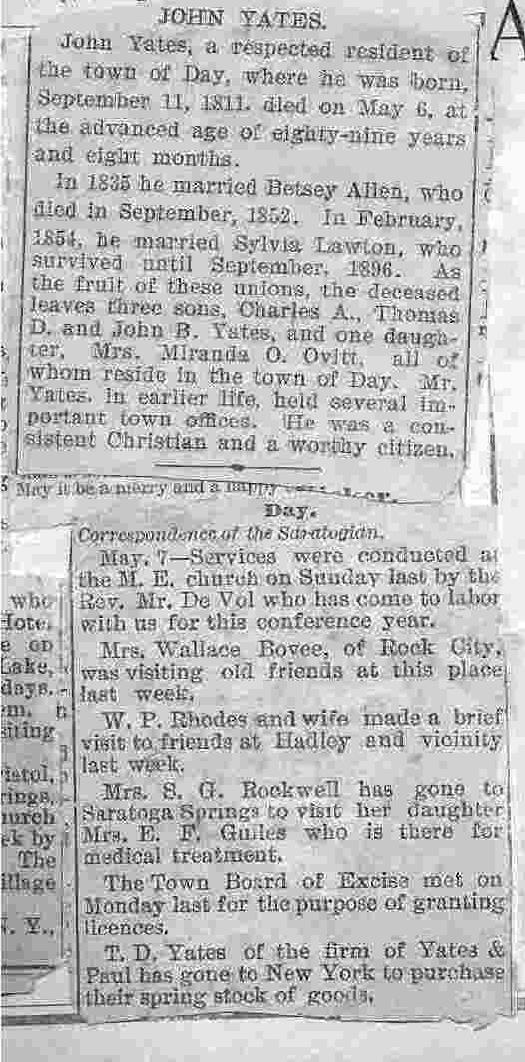 JOHN YATES.
John Yates, a respected resident of
the town of Day, where he was born,
September 11, 1811, died on May 6, at
the advanced age of eighty-nine years
and eight months.
In 1835 he married Betsey Allen, who
died in September, 1852. In February,
1854, he married Sylvia Lawton, who
survived until September, 1896. As
the fruit of these unions, the deceased
leaves three sons, Charles A., Thomas
D. and John B. Yates, and one daugh-
ter, Mrs. Miranda O. Ovitt, all of
whom reside in the town of Day. Mr.
Yates, in earlier life, held several im-
portant town offices. He was a con-
sistent Christian and a worthy citizen.
A
May it be a merry and a happy
Day.
Correspondence of the Saratogian.
May. 7—Services were conducted at
the M. E. church on Sunday last by the
Rev. Mr. De Vol who has come to labor
with us for this conference year.
Mrs. Wallace Bovee, of Rock City,
was visiting old friends at this place
last week.
W. P. Rhodes and wife made a brief
visit to friends at Hadley and vicinity
last week.
Mrs. S. G. Rockwell has gone to
Saratoga Springs to visit her daughter
Mrs. E. F. Guiles who is there for
medical treatment.
The Town Board of Excise met on
Monday last for the purpose of granting
licences.
T. D. Yates of the firm of Yates &
Paul has gone to New York to purchase
their spring stock of goods.
who
e on
Lake,
days.
siting
istol,
rings,
hurch
ek by
The
illage
N. Y.,